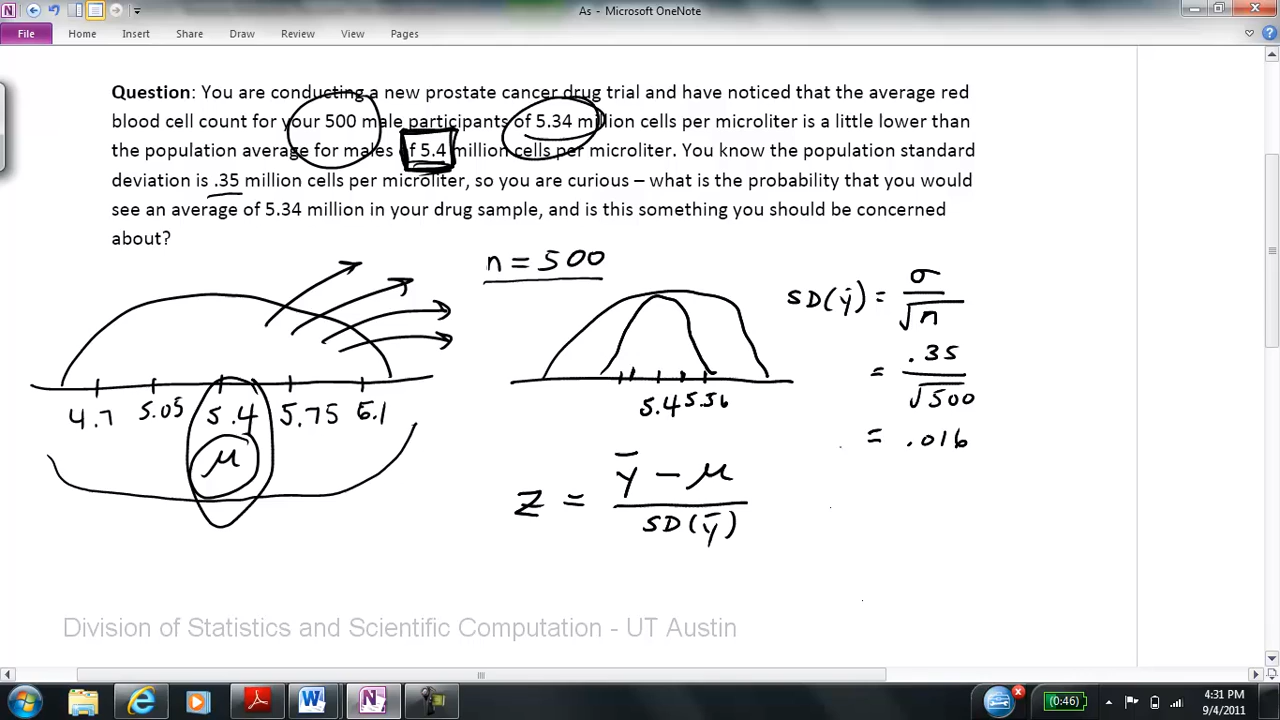 As - Microsoft OneNote
File Home Insert Share Draw Review View Pages
Question: You are conducting a new prostate cancer drug trial and have noticed that the average red
blood cell count for your 500 male participants of 5.34 million cells per microliter is a little lower than
the population average for males of 5.4 million cells per microliter. You know the population standard
deviation is .35 million cells per microliter, so you are curious – what is the probability that you would
see an average of 5.34 million in your drug sample, and is this something you should be concerned
about?
n = 500
SD(ȳ) = σ / √n
= .35 / √500
= .016
4.7 5.05 5.4 5.75 6.1
μ
5.4 5.56
z = ȳ - μ / SD(ȳ)
Division of Statistics and Scientific Computation - UT Austin
(0:46)
4:31 PM
9/4/2011